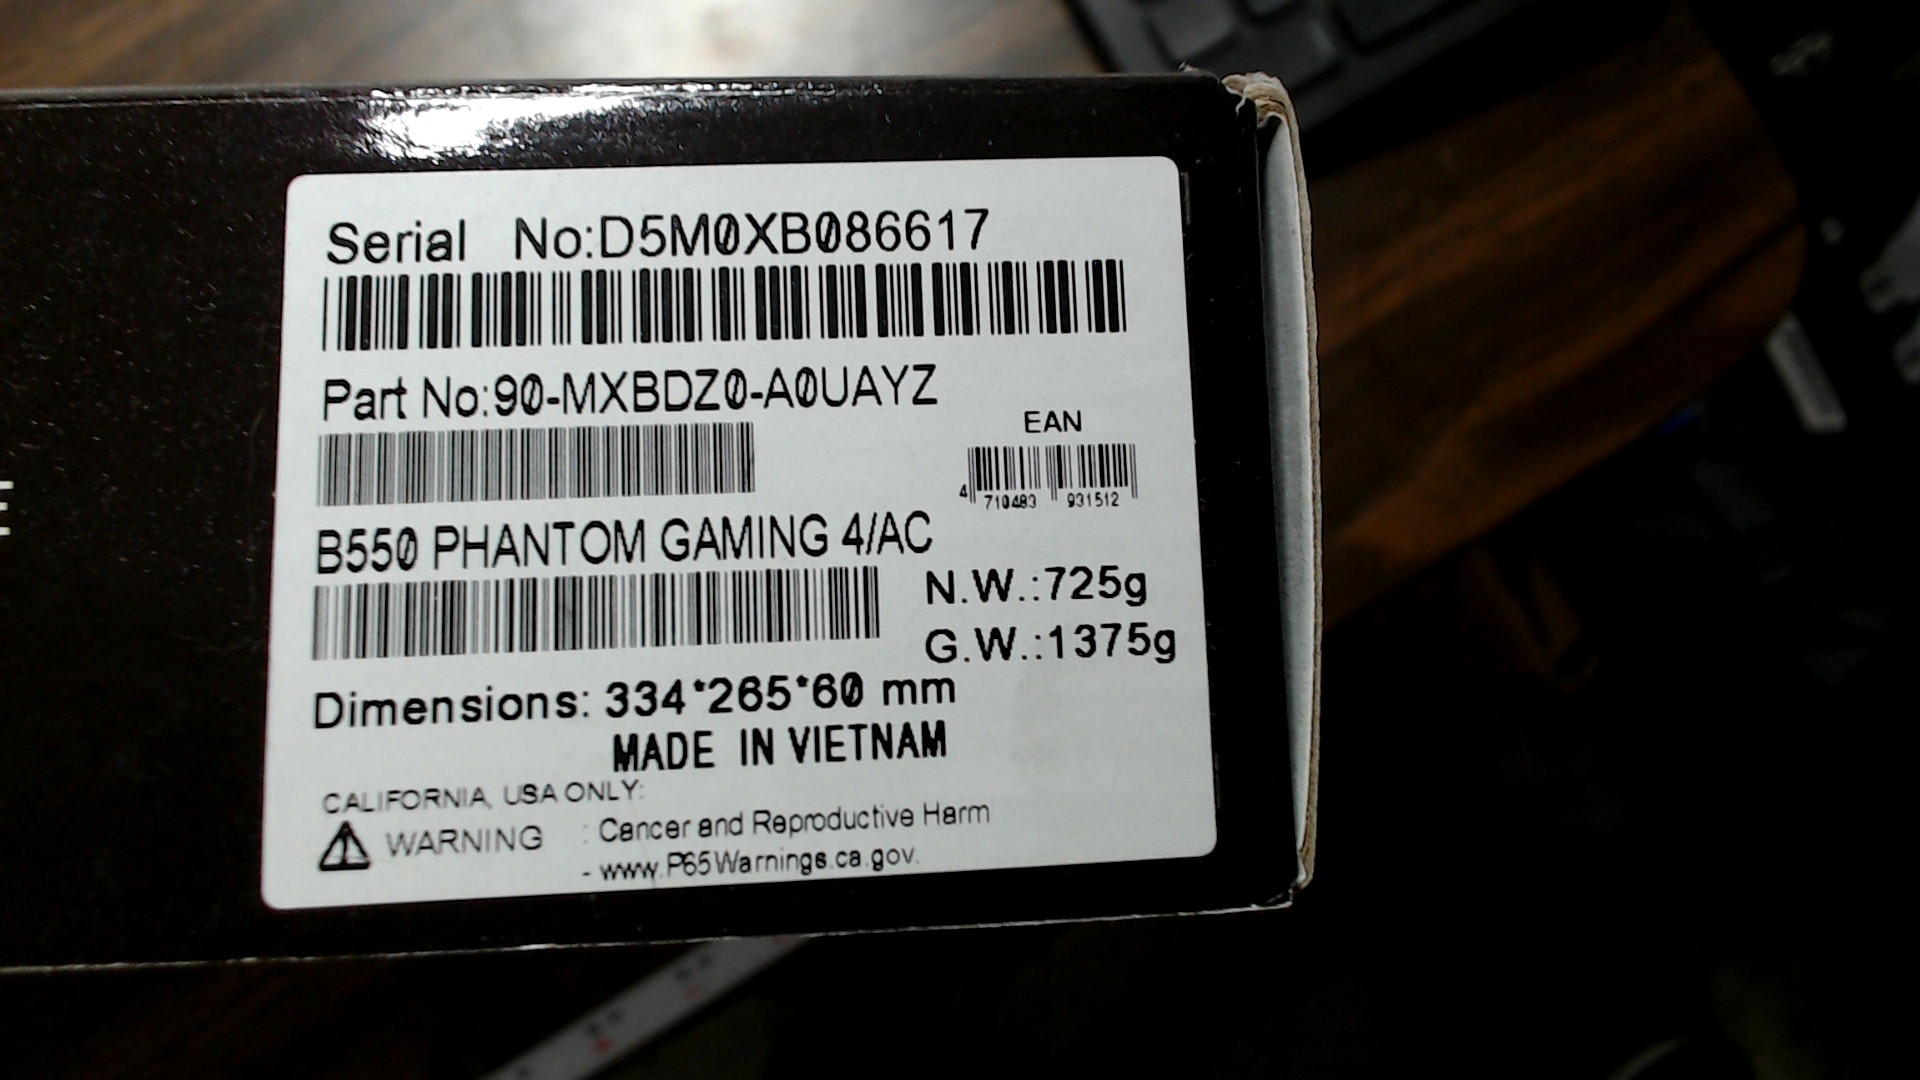 Serial No:D5M0XB086617
Part No:90-MXBDZ0-A0UAYZ
EAN
4 710483 931512
B550 PHANTOM GAMING 4/AC
N.W.:725g
G.W.:1375g
Dimensions: 334*265*60 mm
MADE IN VIETNAM
CALIFORNIA, USA ONLY:
WARNING : Cancer and Reproductive Harm
- www.P65Warnings.ca.gov.